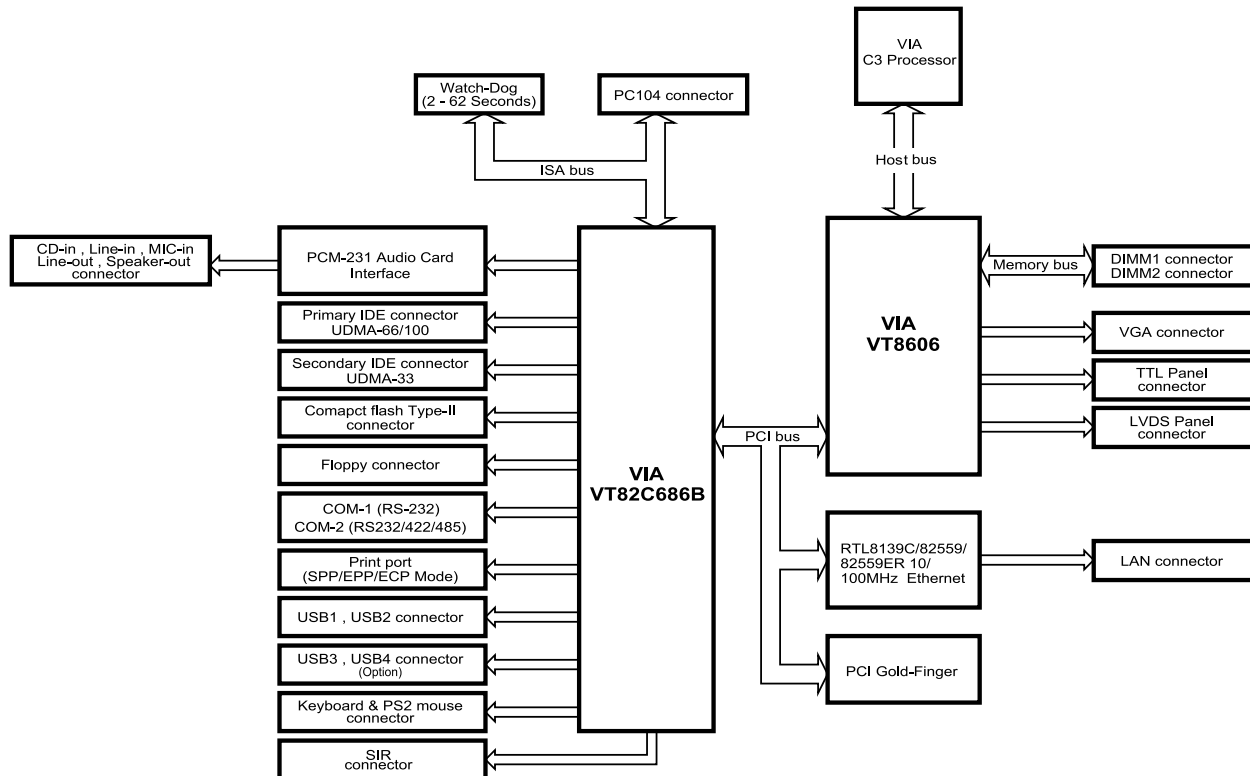 VIA
C3 Processor
Watch-Dog
(2 - 62 Seconds)
PC104 connector
Host bus
ISA bus
CD-in , Line-in , MIC-in
Line-out , Speaker-out
connector
PCM-231 Audio Card
Interface
Primary IDE connector
UDMA-66/100
Secondary IDE connector
UDMA-33
Comapct flash Type-II
connector
Floppy connector
COM-1 (RS-232)
COM-2 (RS232/422/485)
Print port
(SPP/EPP/ECP Mode)
USB1 , USB2 connector
USB3 , USB4 connector
(Option)
Keyboard & PS2 mouse
connector
SIR
connector
VIA
VT82C686B
PCI bus
VIA
VT8606
Memory bus
DIMM1 connector
DIMM2 connector
VGA connector
TTL Panel
connector
LVDS Panel
connector
RTL8139C/82559/
82559ER 10/
100MHz Ethernet
LAN connector
PCI Gold-Finger